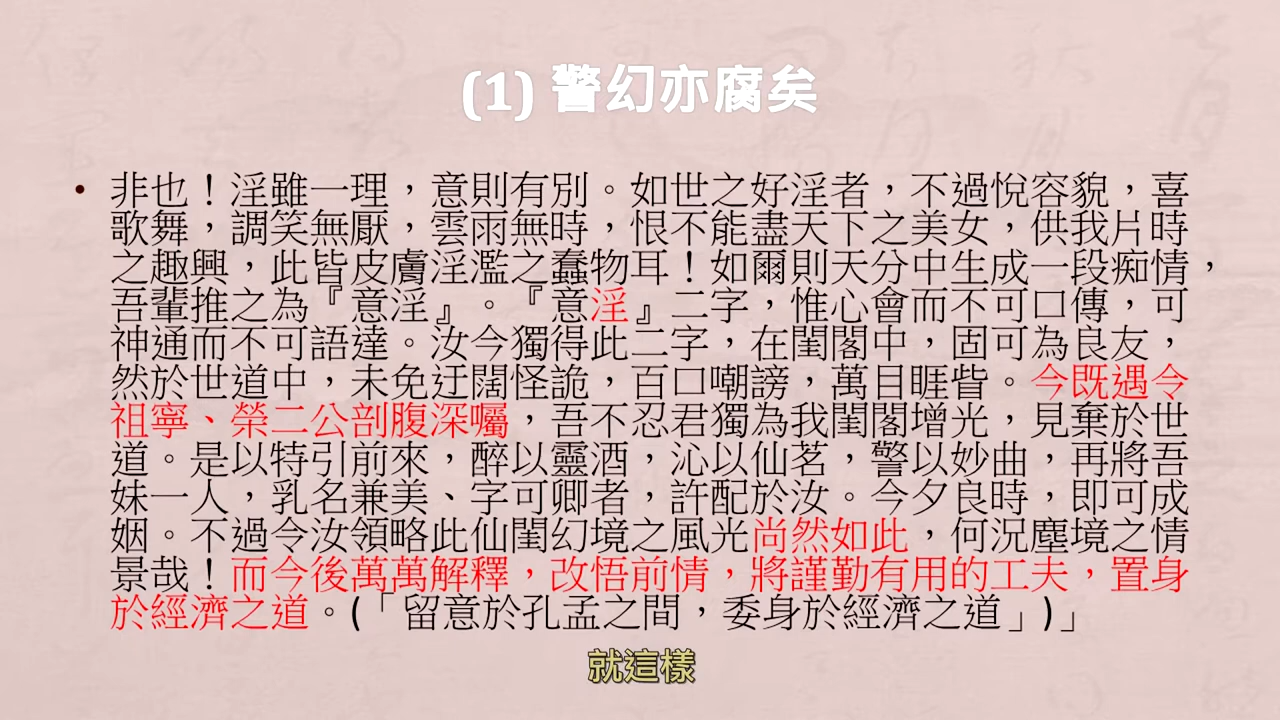 (1) 警幻亦腐矣
• 非也！淫雖一理，意則有別。如世之好淫者，不過悅容貌，喜
歌舞，調笑無厭，雲雨無時，恨不能盡天下之美女，供我片時
之趣興，此皆皮膚淫濫之蠢物耳！如爾則天分中生成一段痴情，
吾輩推之為『意淫』。『意淫』二字，惟心會而不可口傳，可
神通而不可語達。汝今獨得此二字，在閨閣中，固可為良友，
然於世道中，未免迂闊怪詭，百口嘲謗，萬目睚眥。今既遇令
祖寧、榮二公剖腹深囑，吾不忍君獨為我閨閣增光，見棄於世
道。是以特引前來，醉以靈酒，沁以仙茗，警以妙曲，再將吾
妹一人，乳名兼美、字可卿者，許配於汝。今夕良時，即可成
姻。不過令汝領略此仙閨幻境之風光尚然如此，何況塵境之情
景哉！而今後萬萬解釋，改悟前情，將謹勤有用的工夫，置身
於經濟之道。(「留意於孔孟之間，委身於經濟之道」)」
就這樣